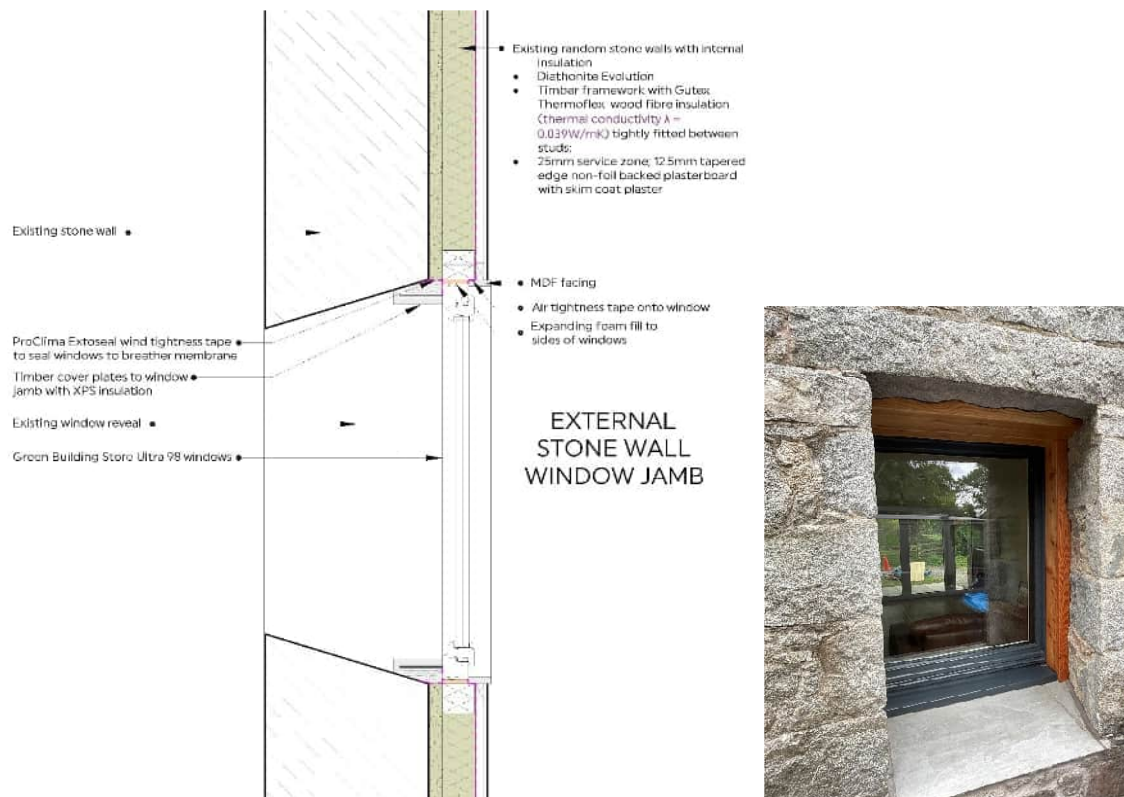 Existing random stone walls with internal
insulation
Diathonite Evolution
Timber framework with Gutex
Thermoflex wood fibre insulation
(thermal conductivity λ =
0.039W/mK) tightly fitted between
studs;
25mm service zone; 12.5mm tapered
edge non-foil backed plasterboard
with skim coat plaster
Existing stone wall
MDF facing
Air tightness tape onto window
Expanding foam fill to
sides of windows
ProClima Extoseal wind tightness tape
to seal windows to breather membrane
Timber cover plates to window
jamb with XPS insulation
Existing window reveal
Green Building Store Ultra 98 windows
EXTERNAL
STONE WALL
WINDOW JAMB